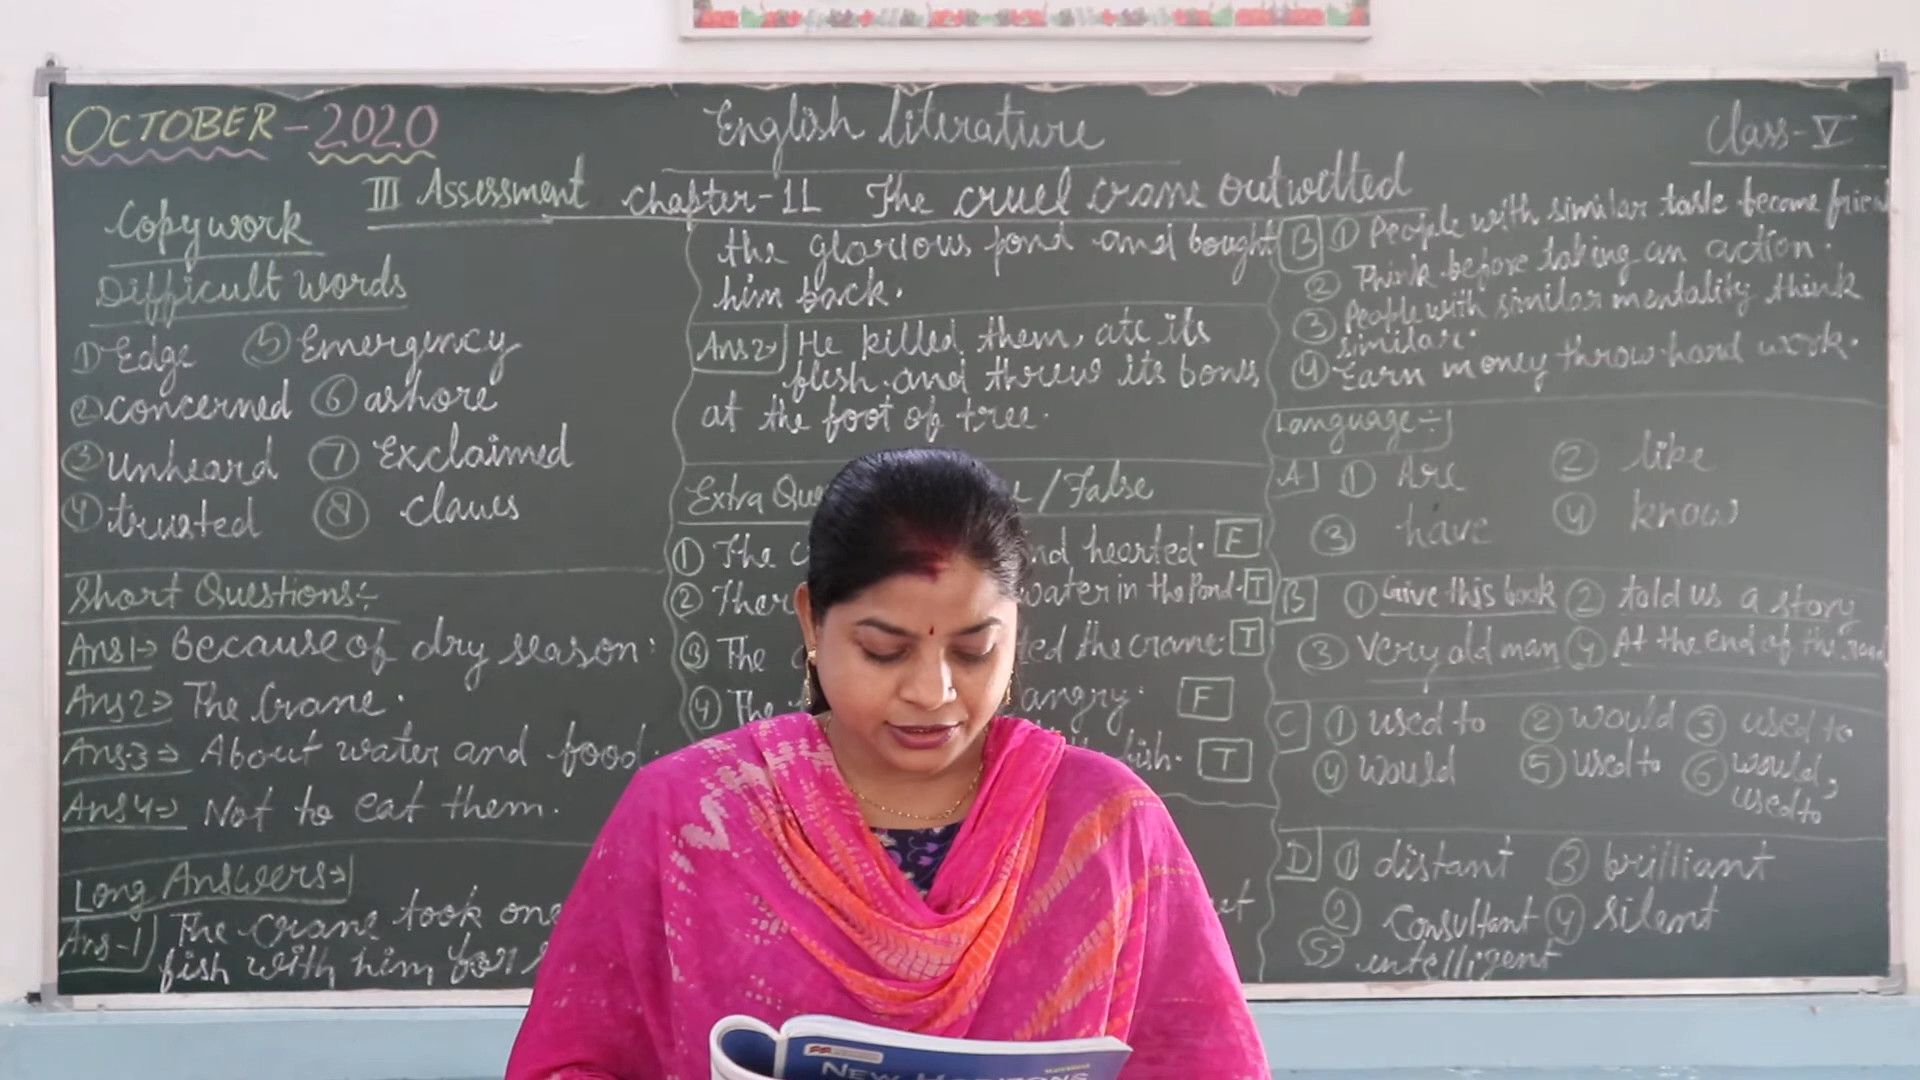 OCTOBER-2020
English literature
Class-V
III Assessment Chapter-11 The cruel crane outwitted
Copy work
Difficult words
① Edge ⑤ Emergency
② concerned ⑥ ashore
③ unheard ⑦ Exclaimed
④ trusted ⑧ claws
Short Questions:-
Ans1→ Because of dry season.
Ans2→ The Crane.
Ans3→ About water and food.
Ans4→ Not to eat them.
Long Answers→
Ans-1) The crane took one
fish with him for
the glorious pond and bought
him back.
Ans2→ He killed them, ate its
flesh and threw its bones
at the foot of tree.
Extra / False
① The hearted. F
② water in the Pond. T
③ The the crane. T
④ The angry. F
fish. T
B ① People with similar taste become
② Think before taking an action.
③ People with similar mentality think
similar.
④ Earn money throw hard work.
Language:-
A ① Are ② like
③ have ④ know
B ① Give this book ② told us a story
③ very old man ④ At the end of the road
C ① used to ② would ③ used to
④ would ⑤ used to ⑥ would,
used to
D ① distant ③ brilliant
② Consultant ④ silent
⑤ intelligent
NEW HORIZONS